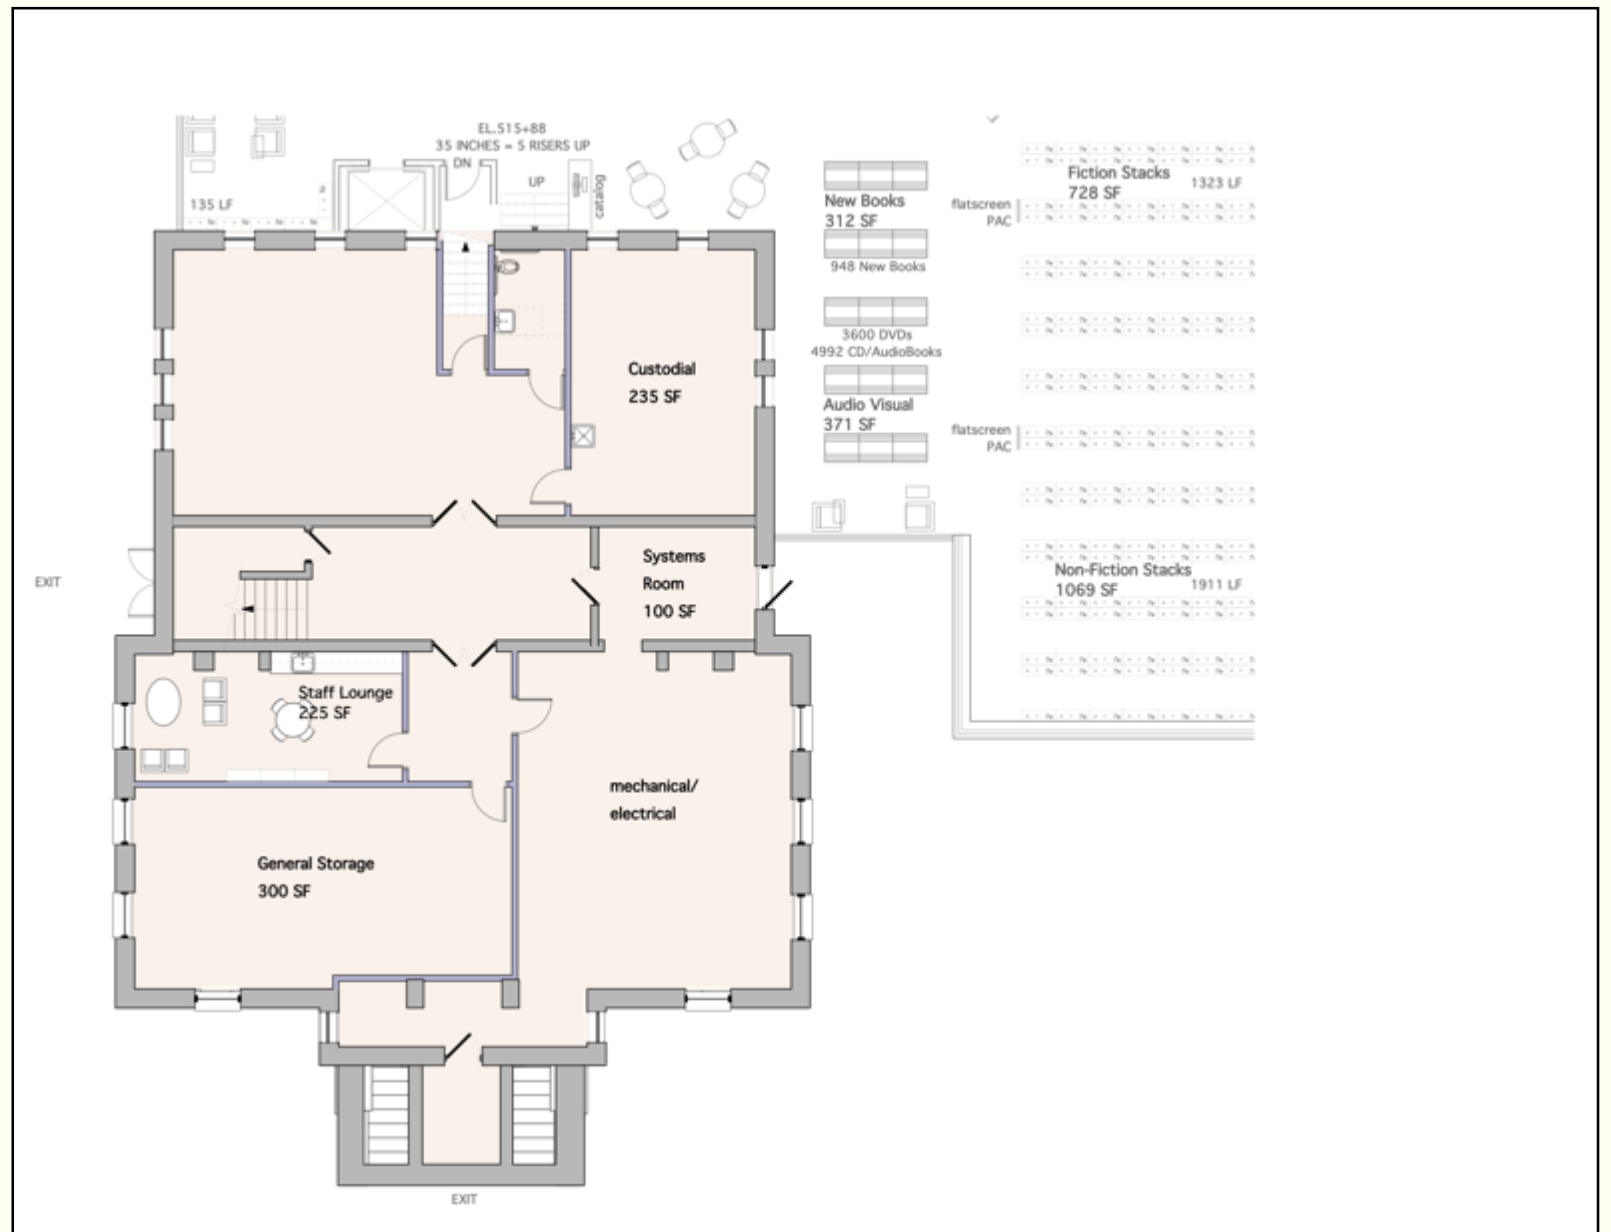 EL.515+88
35 INCHES = 5 RISERS UP
DN
UP
catalog
135 LF
New Books
312 SF
948 New Books
3600 DVDs
4992 CD/AudioBooks
Audio Visual
371 SF
flatscreen
PAC
Fiction Stacks
728 SF
1323 LF
flatscreen
PAC
Non-Fiction Stacks
1069 SF
1911 LF
Custodial
235 SF
Systems
Room
100 SF
EXIT
Staff Lounge
225 SF
mechanical/
electrical
General Storage
300 SF
EXIT